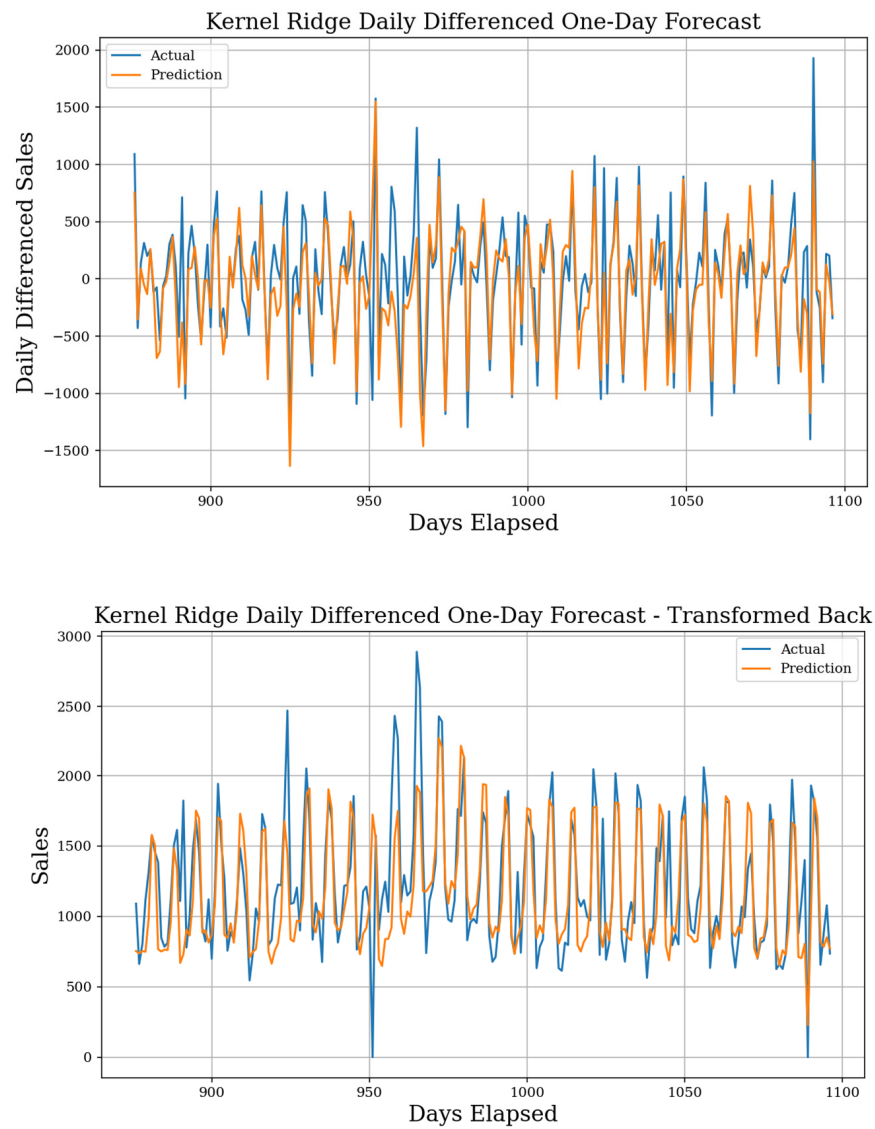 Kernel Ridge Daily Differenced One-Day Forecast
Actual
Prediction
2000
1500
1000
500
0
−500
−1000
−1500
Daily Differenced Sales
900
950
1000
1050
1100
Days Elapsed
Kernel Ridge Daily Differenced One-Day Forecast - Transformed Back
Actual
Prediction
3000
2500
2000
1500
1000
500
0
Sales
900
950
1000
1050
1100
Days Elapsed